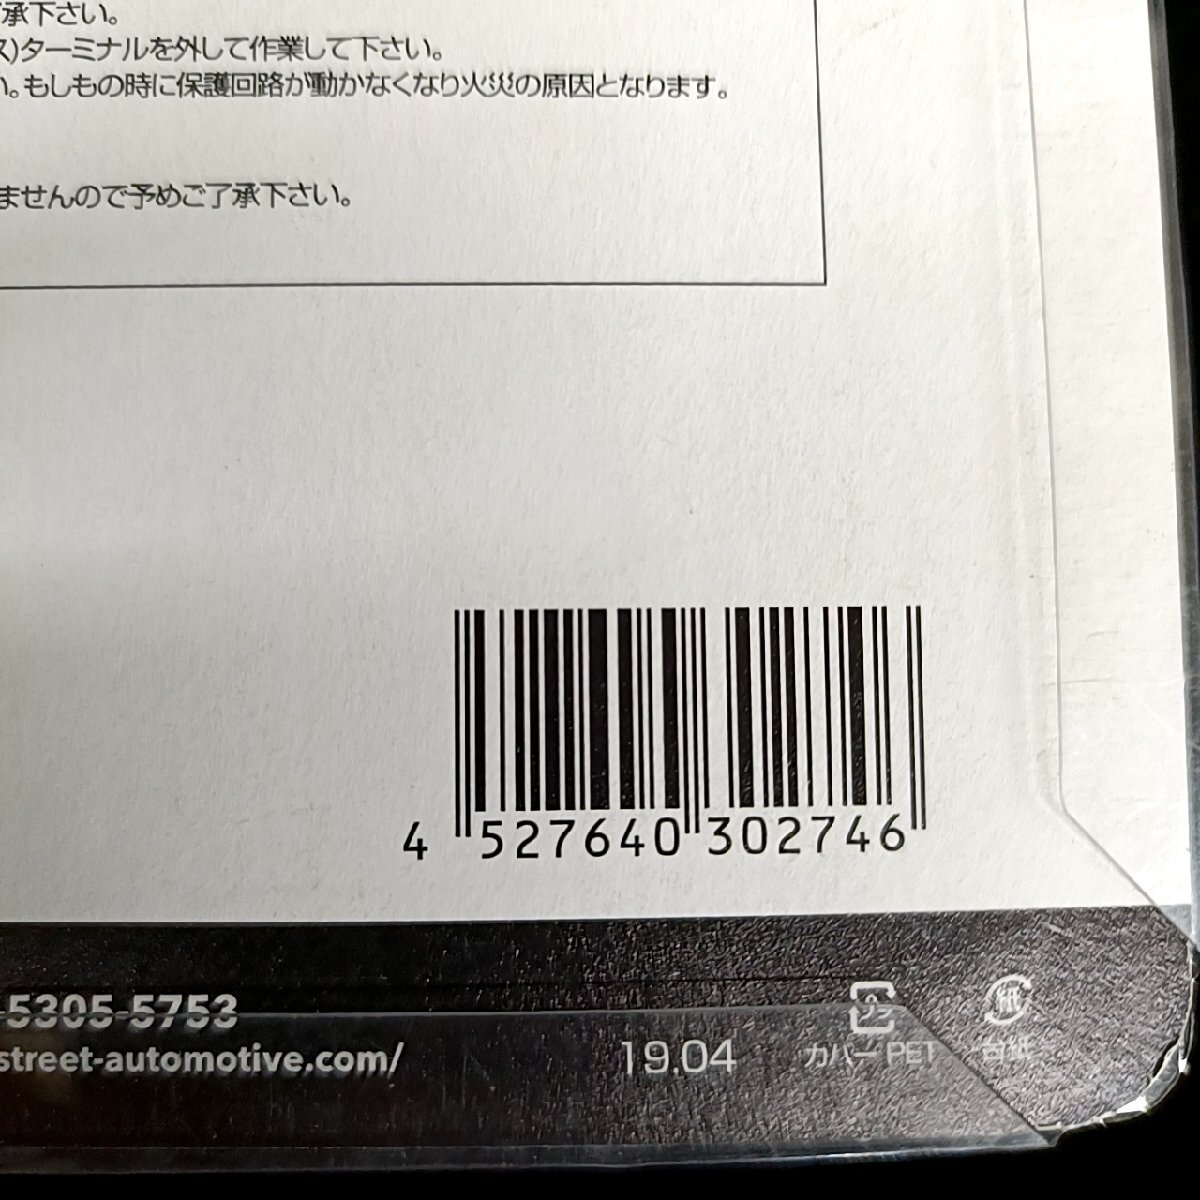 承下さい。
ス)ターミナルを外して作業して下さい。
い。もしもの時に保護回路が動かなくなり火災の原因となります。
ませんので予めご了承下さい。
4 527640 302746
-5305-5753
street-automotive.com/
19.04
カバー PET
台紙
紙